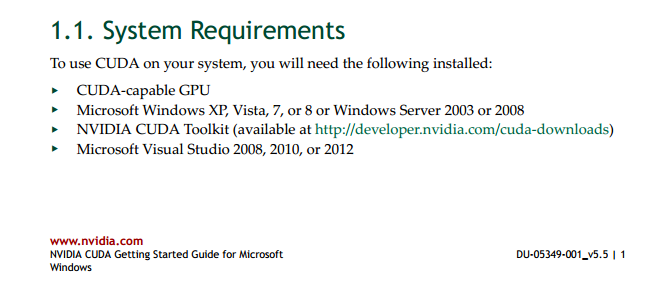 1.1. System Requirements
To use CUDA on your system, you will need the following installed:
‣ CUDA-capable GPU
‣ Microsoft Windows XP, Vista, 7, or 8 or Windows Server 2003 or 2008
‣ NVIDIA CUDA Toolkit (available at http://developer.nvidia.com/cuda-downloads)
‣ Microsoft Visual Studio 2008, 2010, or 2012
www.nvidia.com
NVIDIA CUDA Getting Started Guide for Microsoft
Windows
DU-05349-001_v5.5 | 1